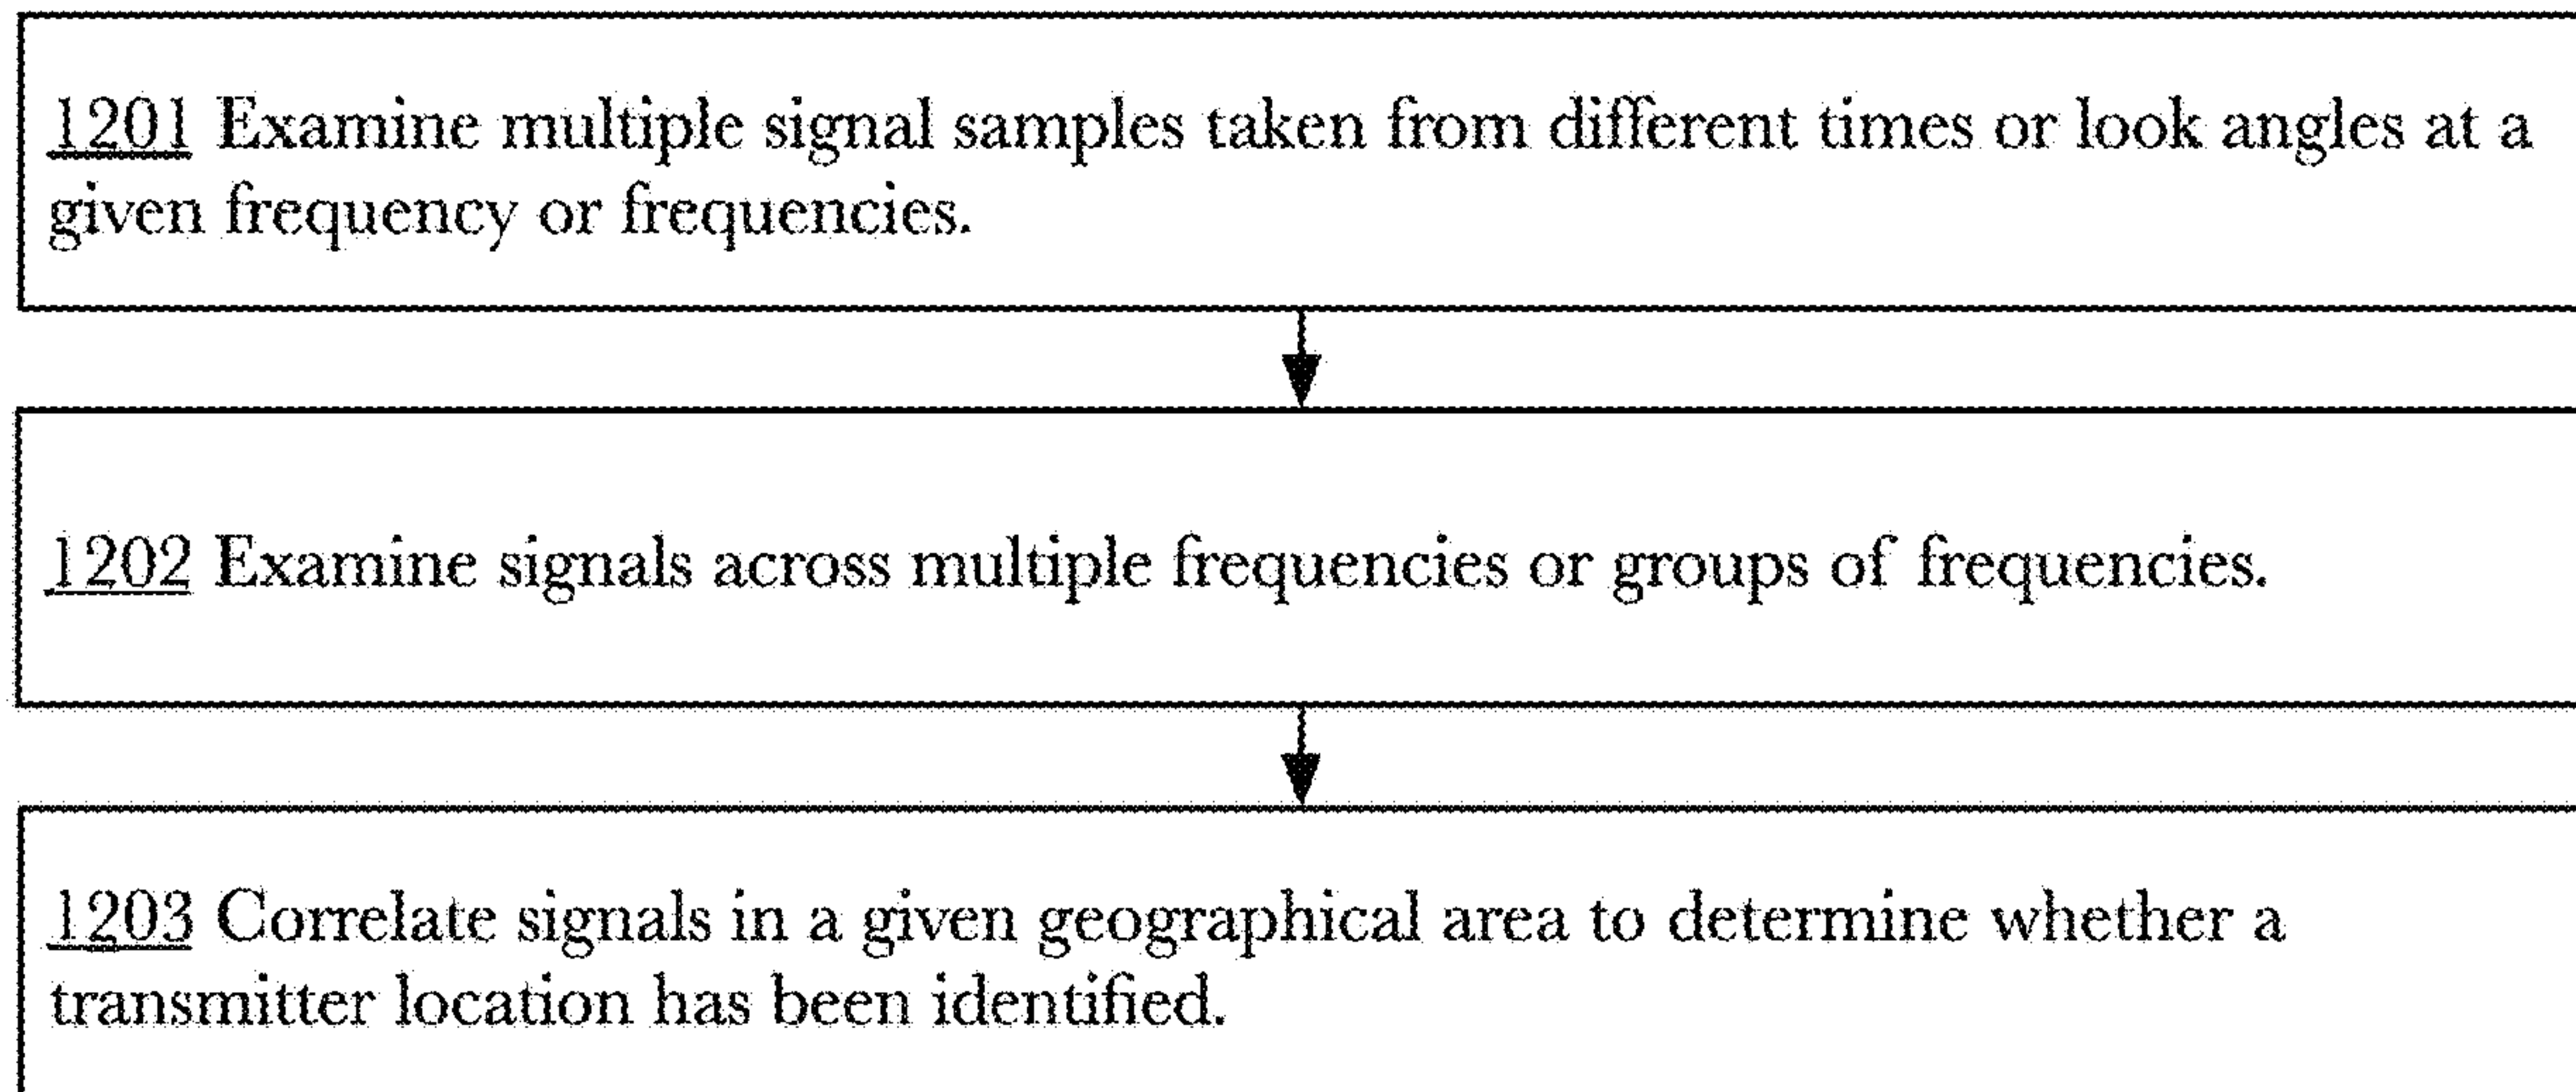 1201 Examine multiple signal samples taken from different times or look angles at a
given frequency or frequencies.
1202 Examine signals across multiple frequencies or groups of frequencies.
1203 Correlate signals in a given geographical area to determine whether a
transmitter location has been identified.